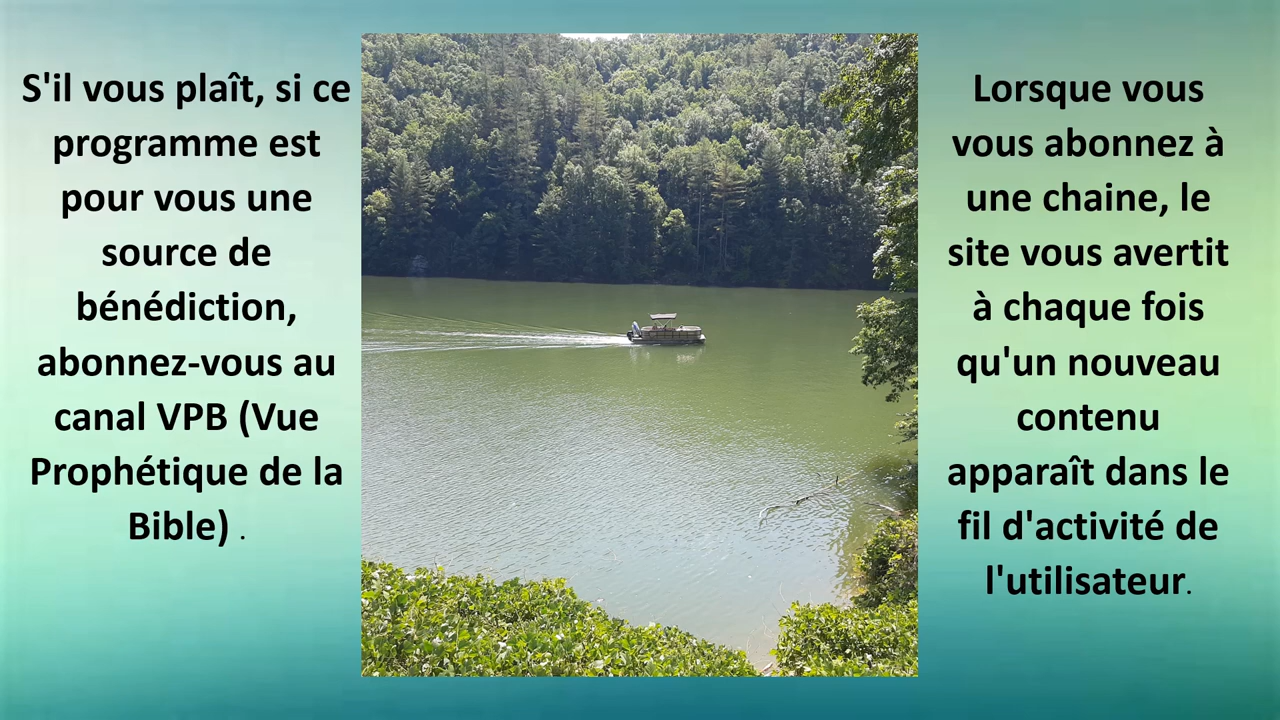 S'il vous plaît, si ce
programme est
pour vous une
source de
bénédiction,
abonnez-vous au
canal VPB (Vue
Prophétique de la
Bible) .
Lorsque vous
vous abonnez à
une chaine, le
site vous avertit
à chaque fois
qu'un nouveau
contenu
apparaît dans le
fil d'activité de
l'utilisateur.